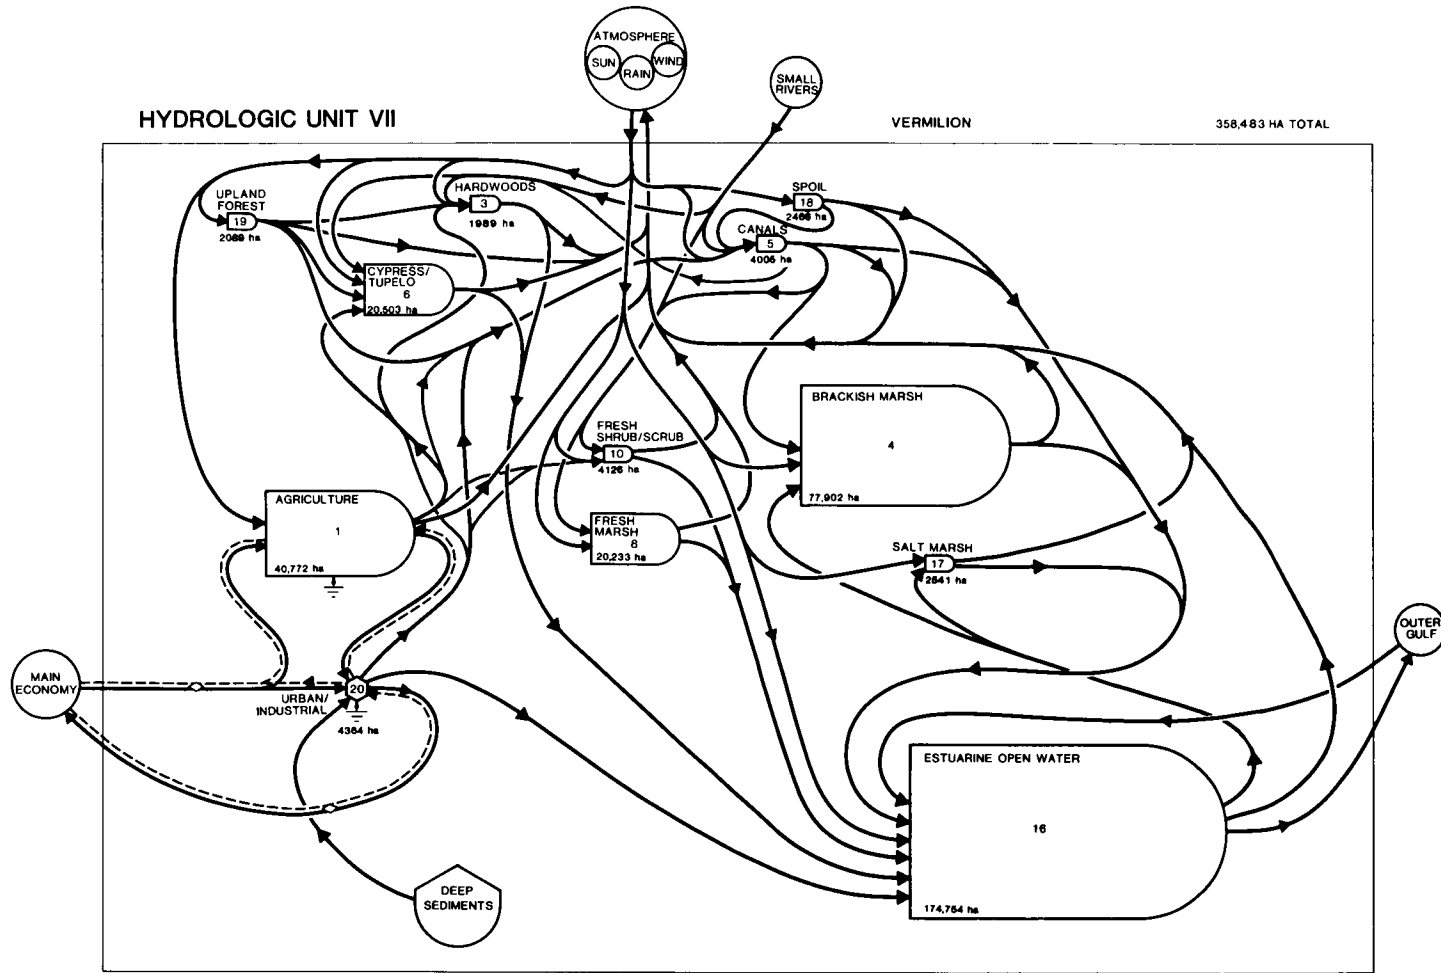 ATMOSPHERE
SUN
WIND
RAIN
SMALL
RIVERS
HYDROLOGIC UNIT VII
VERMILION
358,483 HA TOTAL
UPLAND
FOREST
19
2089 ha
HARDWOODS
3
1989 ha
SPOIL
18
2466 ha
CANALS
5
4005 ha
CYPRESS/
TUPELO
6
20,503 ha
BRACKISH MARSH
4
77,902 ha
FRESH
SHRUB/SCRUB
10
4126 ha
AGRICULTURE
1
40,772 ha
FRESH
MARSH
8
20,233 ha
SALT MARSH
17
2541 ha
OUTER
GULF
MAIN
ECONOMY
20
URBAN/
INDUSTRIAL
4364 ha
ESTUARINE OPEN WATER
16
174,764 ha
DEEP
SEDIMENTS